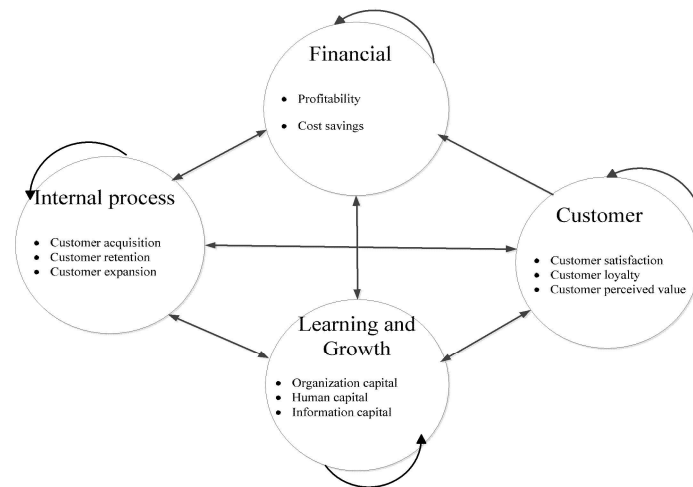 Financial
Profitability
Cost savings
Internal process
Customer acquisition
Customer retention
Customer expansion
Customer
Customer satisfaction
Customer loyalty
Customer perceived value
Learning and
Growth
Organization capital
Human capital
Information capital